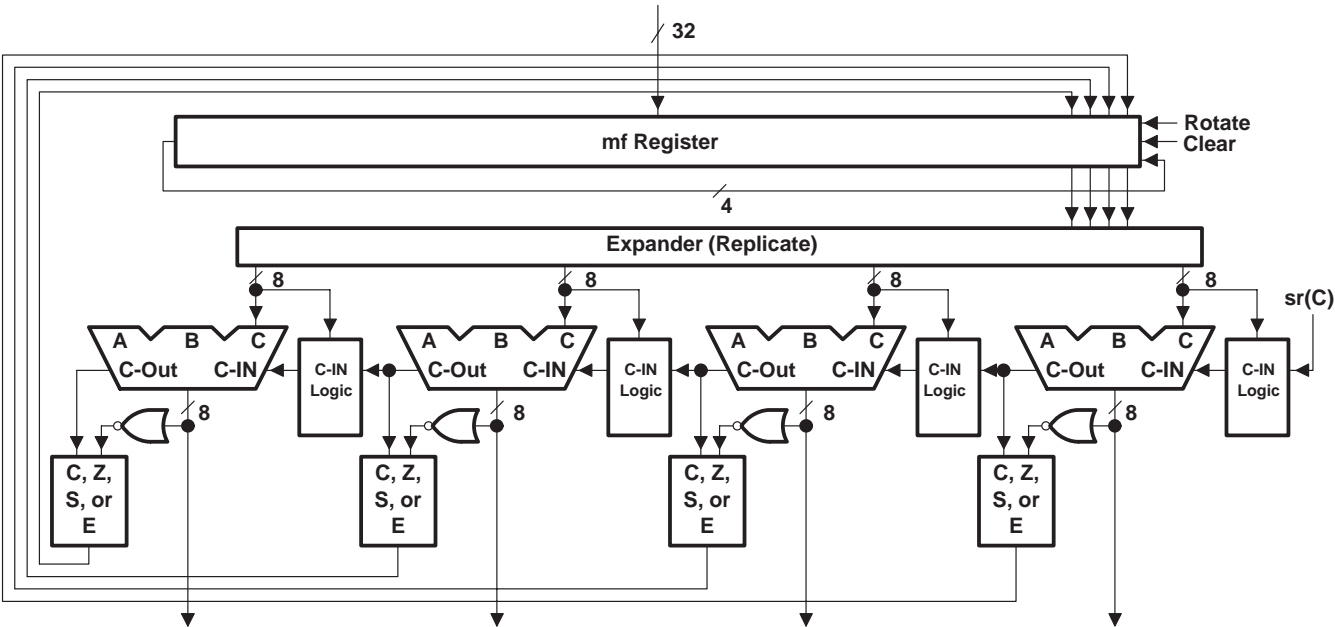 32
mf Register
Rotate
Clear
4
Expander (Replicate)
8
8
8
8
sr(C)
A B C
C-Out C-IN
C-IN
Logic
A B C
C-Out C-IN
C-IN
Logic
A B C
C-Out C-IN
C-IN
Logic
A B C
C-Out C-IN
C-IN
Logic
8
8
8
8
C, Z,
S, or
E
C, Z,
S, or
E
C, Z,
S, or
E
C, Z,
S, or
E